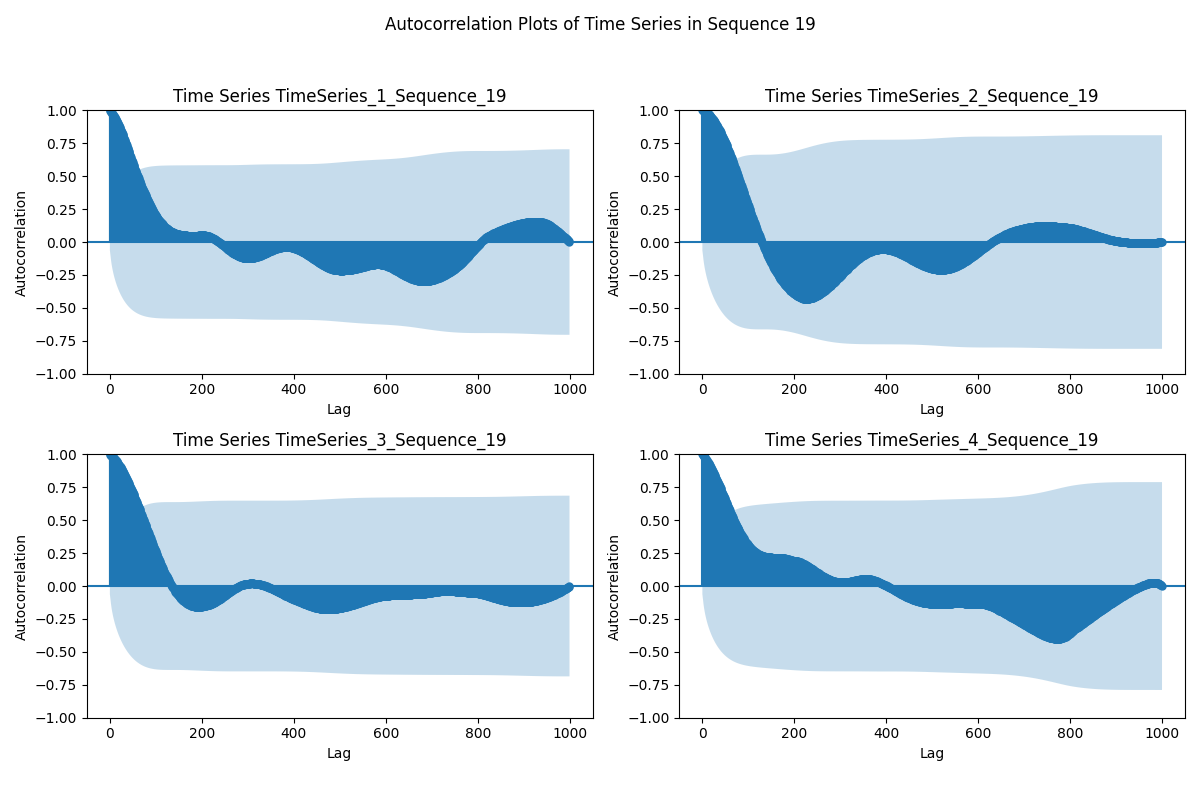 Autocorrelation Plots of Time Series in Sequence 19
Time Series TimeSeries_1_Sequence_19
Autocorrelation
1.00
0.75
0.50
0.25
0.00
−0.25
−0.50
−0.75
−1.00
0 200 400 600 800 1000
Lag
Time Series TimeSeries_2_Sequence_19
Autocorrelation
1.00
0.75
0.50
0.25
0.00
−0.25
−0.50
−0.75
−1.00
0 200 400 600 800 1000
Lag
Time Series TimeSeries_3_Sequence_19
Autocorrelation
1.00
0.75
0.50
0.25
0.00
−0.25
−0.50
−0.75
−1.00
0 200 400 600 800 1000
Lag
Time Series TimeSeries_4_Sequence_19
Autocorrelation
1.00
0.75
0.50
0.25
0.00
−0.25
−0.50
−0.75
−1.00
0 200 400 600 800 1000
Lag